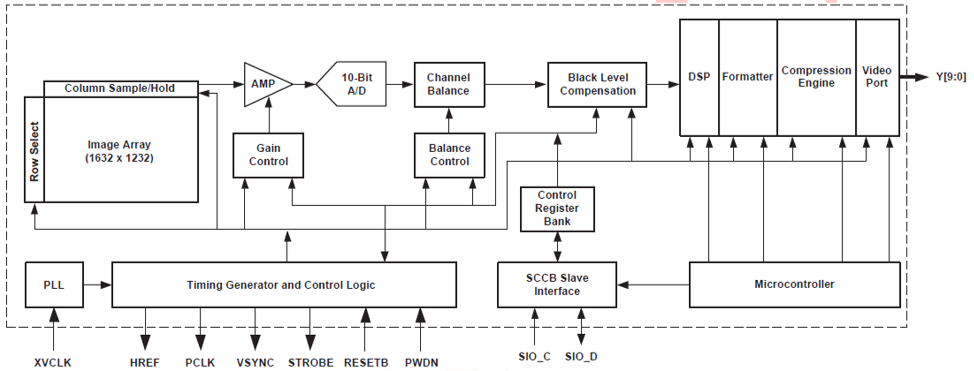 DSP
Formatter
Compression
Engine
Video
Port
Y[9:0]
AMP
10-Bit
A/D
Channel
Balance
Black Level
Compensation
Column Sample/Hold
Row Select
Image Array
(1632 x 1232)
Gain
Control
Balance
Control
Control
Register
Bank
PLL
Timing Generator and Control Logic
SCCB Slave
Interface
Microcontroller
XVCLK
HREF
PCLK
VSYNC
STROBE
RESETB
PWDN
SIO_C
SIO_D